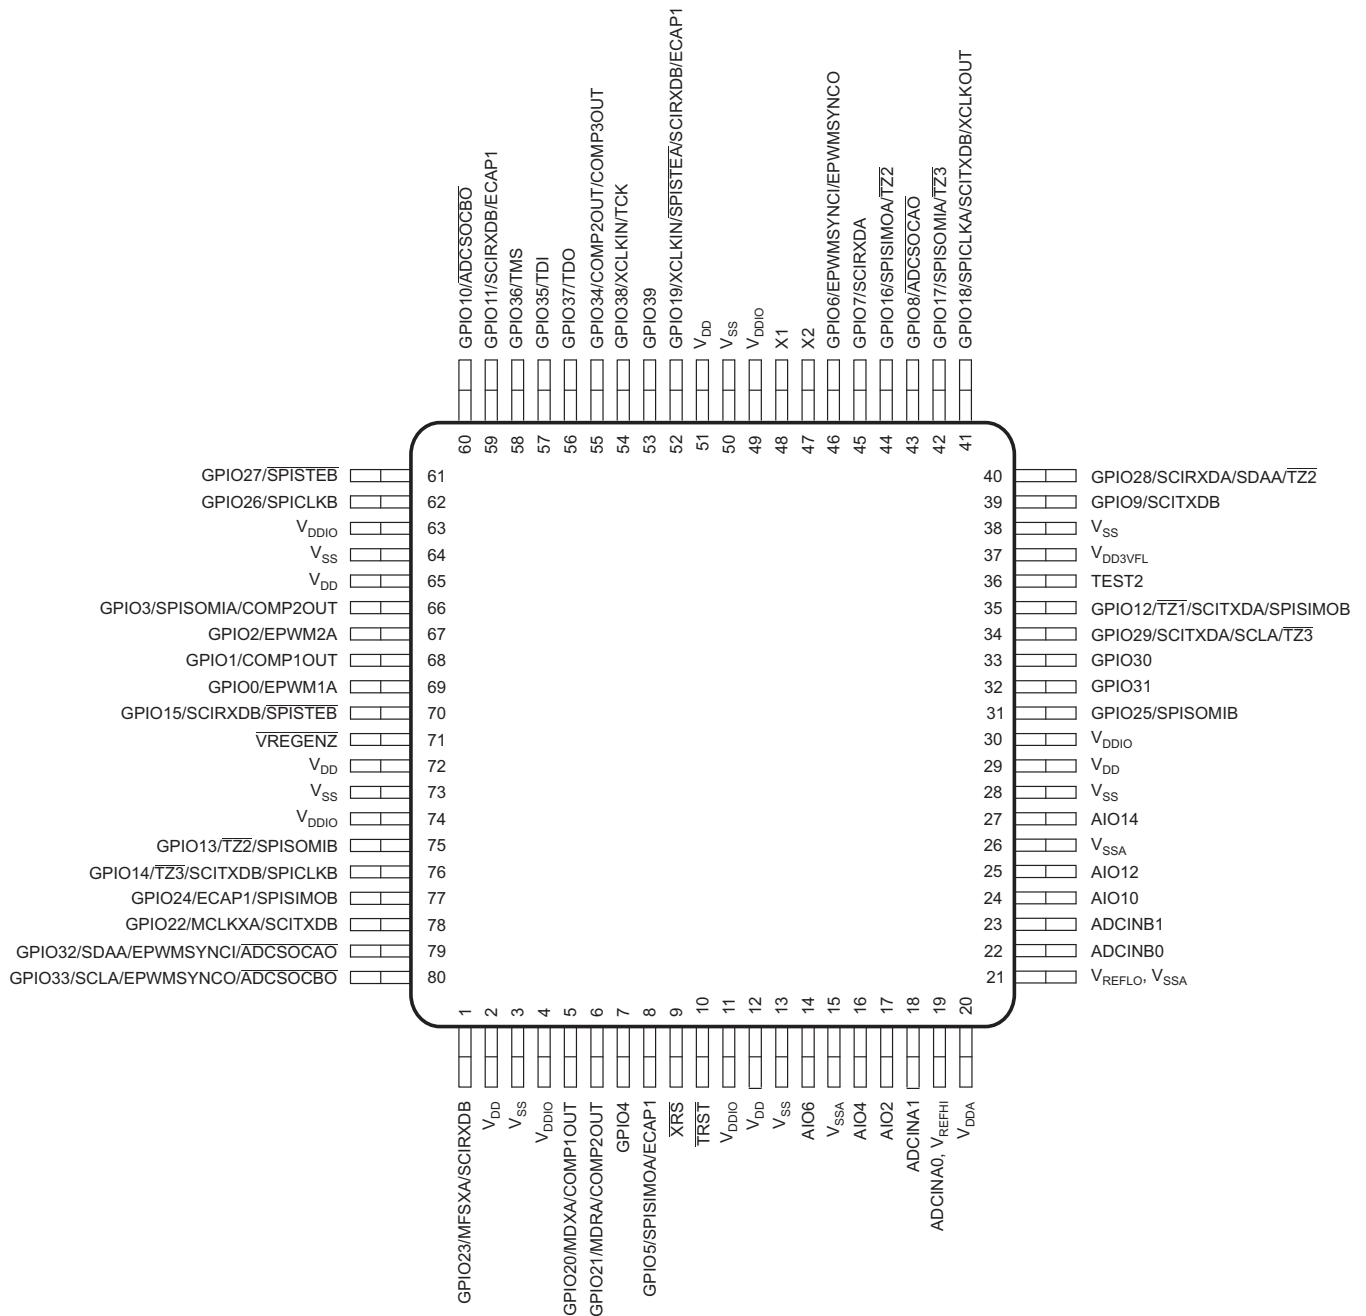 GPIO10/ADCSOCBO
GPIO11/SCIRXDB/ECAP1
GPIO36/TMS
GPIO35/TDI
GPIO37/TDO
GPIO34/COMP2OUT/COMP3OUT
GPIO38/XCLKIN/TCK
GPIO39
GPIO19/XCLKIN/SPISTEA/SCIRXDB/ECAP1
VDD
VSS
VDDIO
X1
X2
GPIO6/EPWMSYNCI/EPWMSYNCO
GPIO7/SCIRXDA
GPIO16/SPISIMOA/TZ2
GPIO8/ADCSOCAO
GPIO17/SPISOMIA/TZ3
GPIO18/SPICLKA/SCITXDB/XCLKOUT
60
59
58
57
56
55
54
53
52
51
50
49
48
47
46
45
44
43
42
41
GPIO27/SPISTEB 61
GPIO26/SPICLKB 62
VDDIO 63
VSS 64
VDD 65
GPIO3/SPISOMIA/COMP2OUT 66
GPIO2/EPWM2A 67
GPIO1/COMP1OUT 68
GPIO0/EPWM1A 69
GPIO15/SCIRXDB/SPISTEB 70
VREGENZ 71
VDD 72
VSS 73
VDDIO 74
GPIO13/TZ2/SPISOMIB 75
GPIO14/TZ3/SCITXDB/SPICLKB 76
GPIO24/ECAP1/SPISIMOB 77
GPIO22/MCLKXA/SCITXDB 78
GPIO32/SDAA/EPWMSYNCI/ADCSOCAO 79
GPIO33/SCLA/EPWMSYNCO/ADCSOCBO 80
40 GPIO28/SCIRXDA/SDAA/TZ2
39 GPIO9/SCITXDB
38 VSS
37 VDD3VFL
36 TEST2
35 GPIO12/TZ1/SCITXDA/SPISIMOB
34 GPIO29/SCITXDA/SCLA/TZ3
33 GPIO30
32 GPIO31
31 GPIO25/SPISOMIB
30 VDDIO
29 VDD
28 VSS
27 AIO14
26 VSSA
25 AIO12
24 AIO10
23 ADCINB1
22 ADCINB0
21 VREFLO, VSSA
1
2
3
4
5
6
7
8
9
10
11
12
13
14
15
16
17
18
19
20
GPIO23/MFSXA/SCIRXDB
VDD
VSS
VDDIO
GPIO20/MDXA/COMP1OUT
GPIO21/MDRA/COMP2OUT
GPIO4
GPIO5/SPISIMOA/ECAP1
XRS
TRST
VDDIO
VDD
VSS
AIO6
VSSA
AIO4
AIO2
ADCINA1
ADCINA0, VREFHI
VDDA